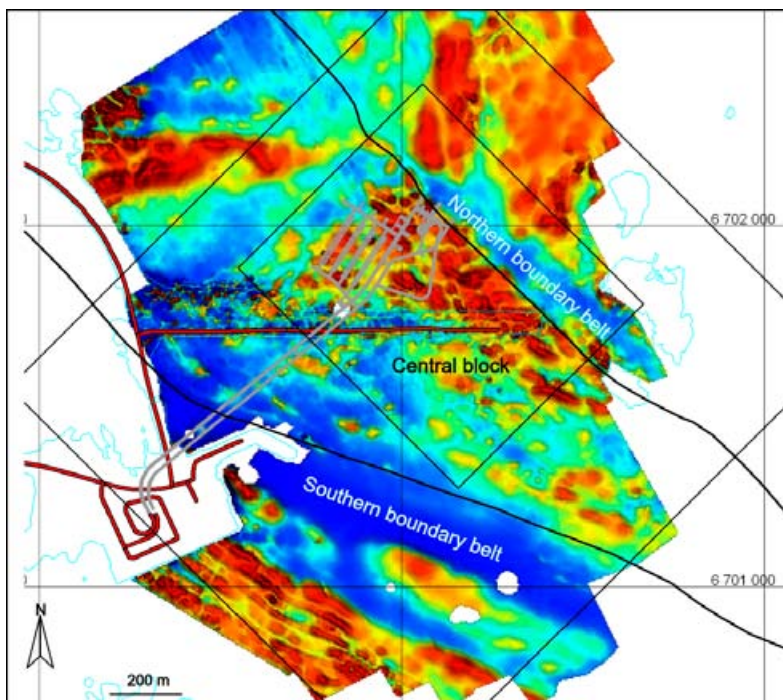 6 702 000
Northern boundary belt
Central block
Southern boundary belt
6 701 000
N
200 m